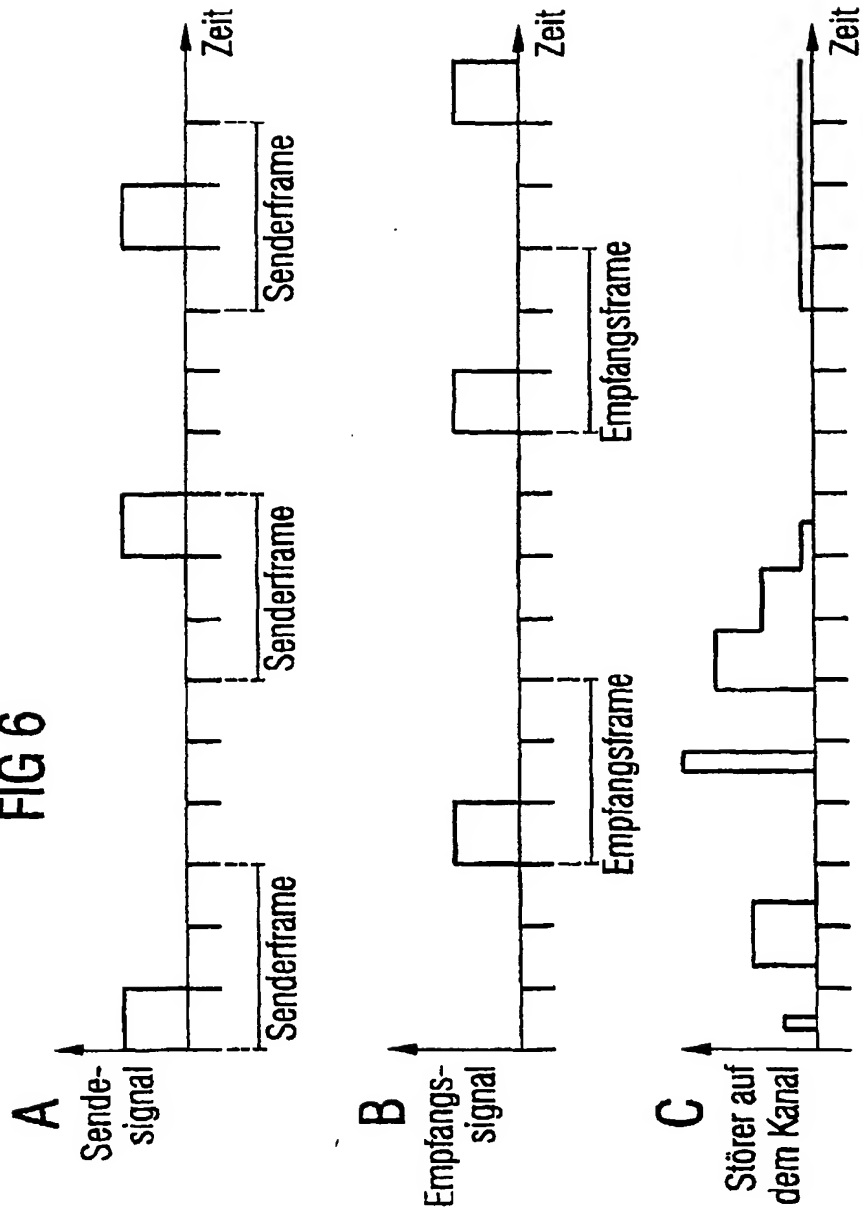 FIG 6
A
Sende-
signal
Zeit
Senderframe
Senderframe
Senderframe
B
Empfangs-
signal
Zeit
Empfangsframe
Empfangsframe
C
Störer auf
dem Kanal
Zeit